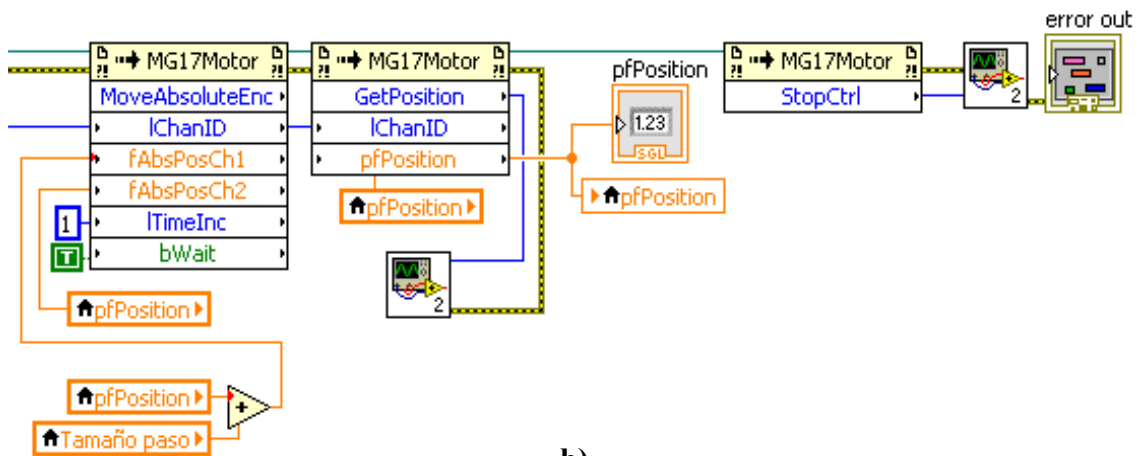 error out
MG17Motor
MoveAbsoluteEnc
lChanID
fAbsPosCh1
fAbsPosCh2
lTimeInc
bWait
1
T
pfPosition
pfPosition
Tamaño paso
+
MG17Motor
GetPosition
lChanID
pfPosition
pfPosition
2
pfPosition
1.23
SGL
pfPosition
MG17Motor
StopCtrl
2
b)